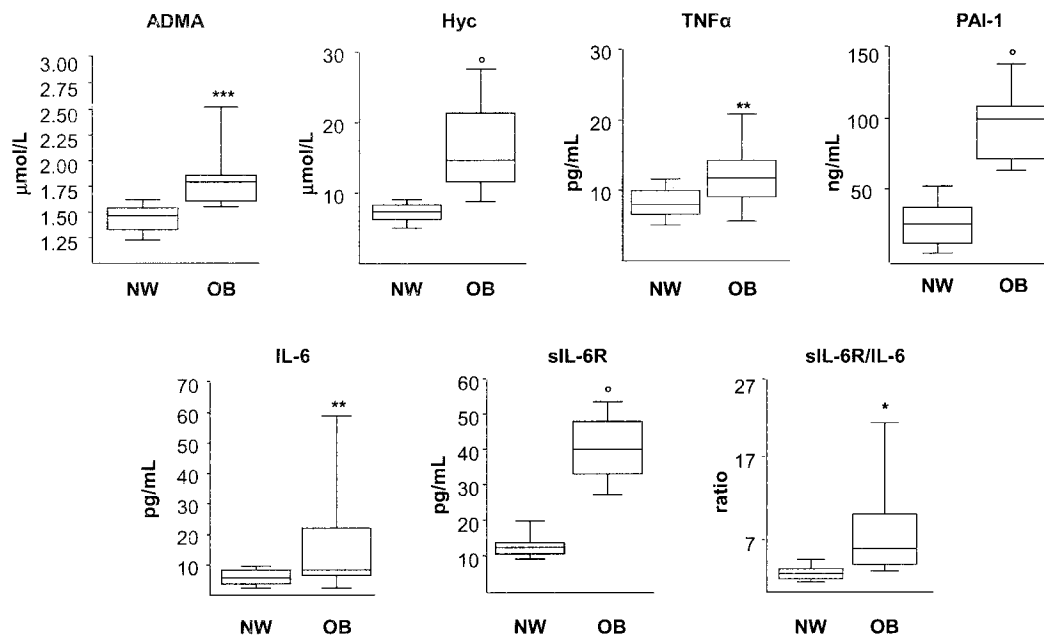 ADMA
3.00
2.75
2.50
2.25
2.00
1.75
1.50
1.25
μmol/L
***
NW OB
Hyc
30
20
10
μmol/L
°
NW OB
TNFα
30
20
10
pg/mL
**
NW OB
PAI-1
150
100
50
ng/mL
°
NW OB
IL-6
70
60
50
40
30
20
10
pg/mL
**
NW OB
sIL-6R
60
50
40
30
20
10
pg/mL
°
NW OB
sIL-6R/IL-6
27
17
7
ratio
*
NW OB